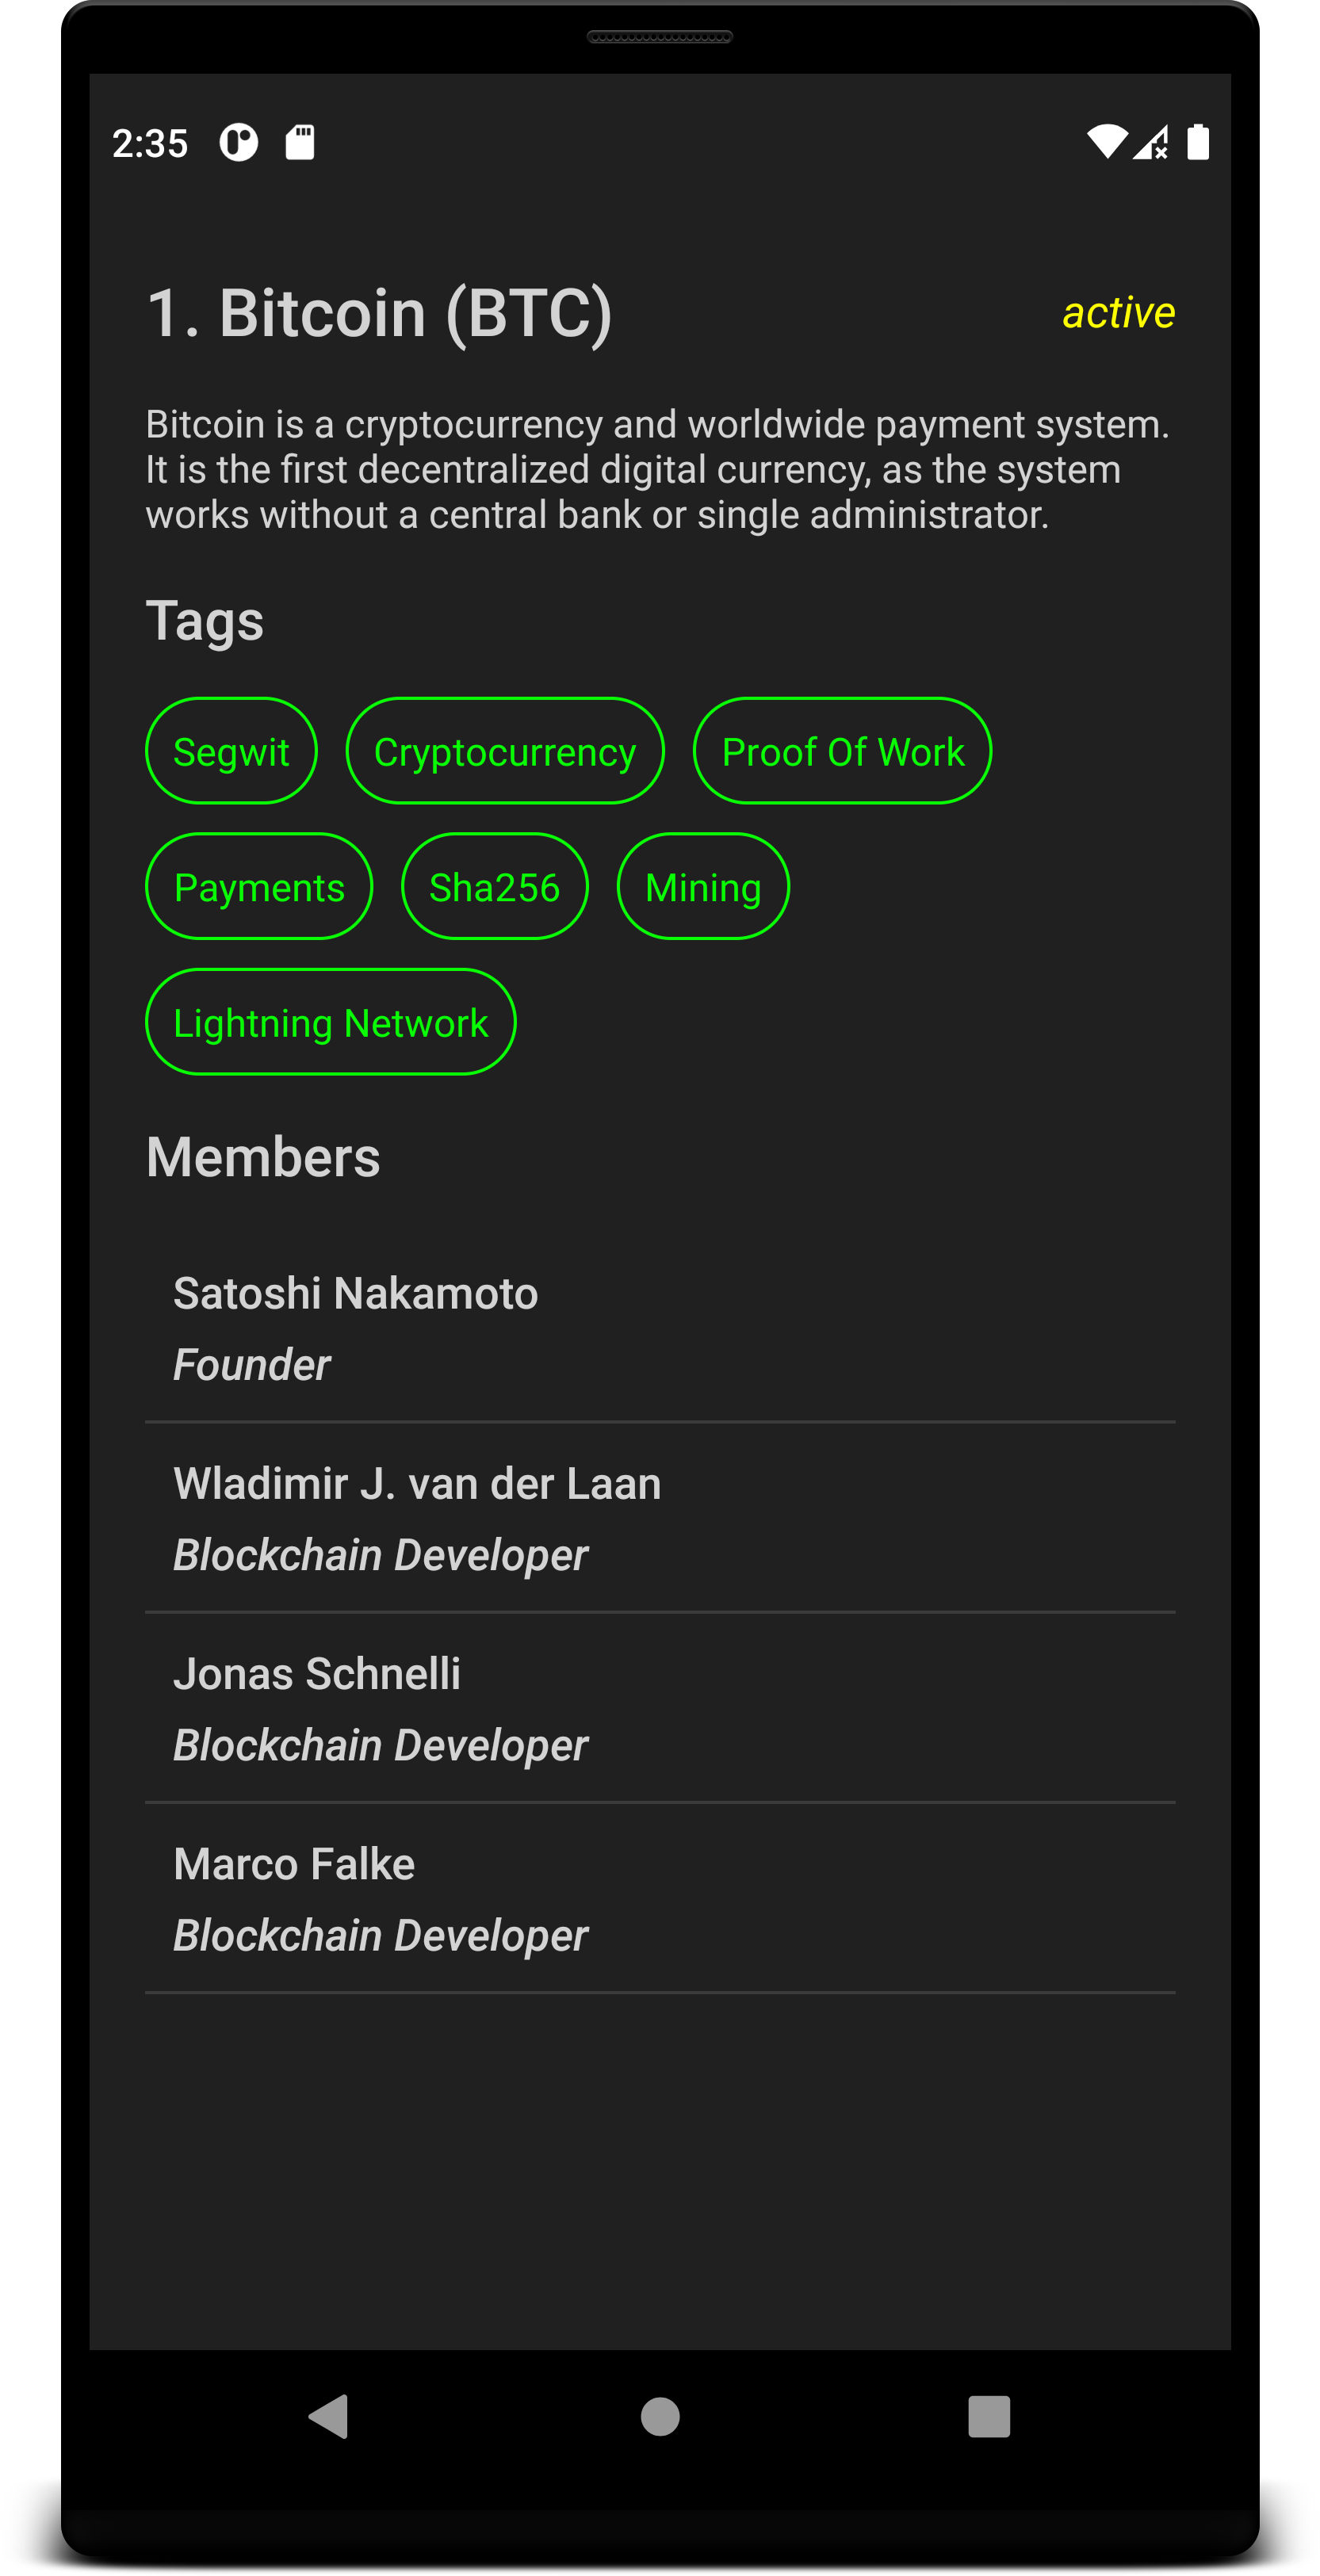 2:35
1. Bitcoin (BTC)
active
Bitcoin is a cryptocurrency and worldwide payment system.
It is the first decentralized digital currency, as the system
works without a central bank or single administrator.
Tags
Segwit
Cryptocurrency
Proof Of Work
Payments
Sha256
Mining
Lightning Network
Members
Satoshi Nakamoto
Founder
Wladimir J. van der Laan
Blockchain Developer
Jonas Schnelli
Blockchain Developer
Marco Falke
Blockchain Developer